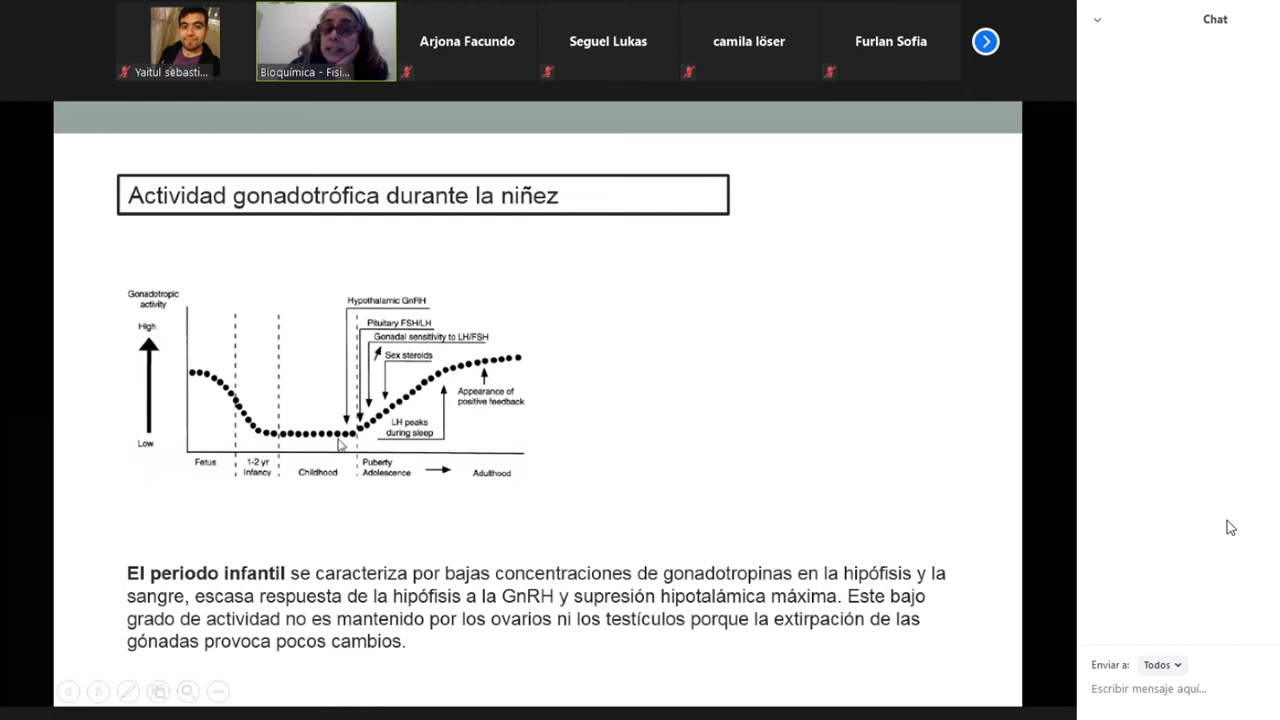 Chat
Arjona Facundo
Seguel Lukas
camila löser
Furlan Sofia
Yaitul sebasti...
Bioquímica - Fisi...
Actividad gonadotrófica durante la niñez
Gonadotropic
activity
High
Low
Hypothalamic GnRH
Pituitary FSH/LH
Gonadal sensitivity to LH/FSH
Sex steroids
Appearance of
positive feedback
LH peaks
during sleep
Fetus
1-2 yr
Infancy
Childhood
Puberty
Adolescence
Adulthood
El periodo infantil se caracteriza por bajas concentraciones de gonadotropinas en la hipófisis y la
sangre, escasa respuesta de la hipófisis a la GnRH y supresión hipotalámica máxima. Este bajo
grado de actividad no es mantenido por los ovarios ni los testículos porque la extirpación de las
gónadas provoca pocos cambios.
Enviar a: Todos
Escribir mensaje aquí...